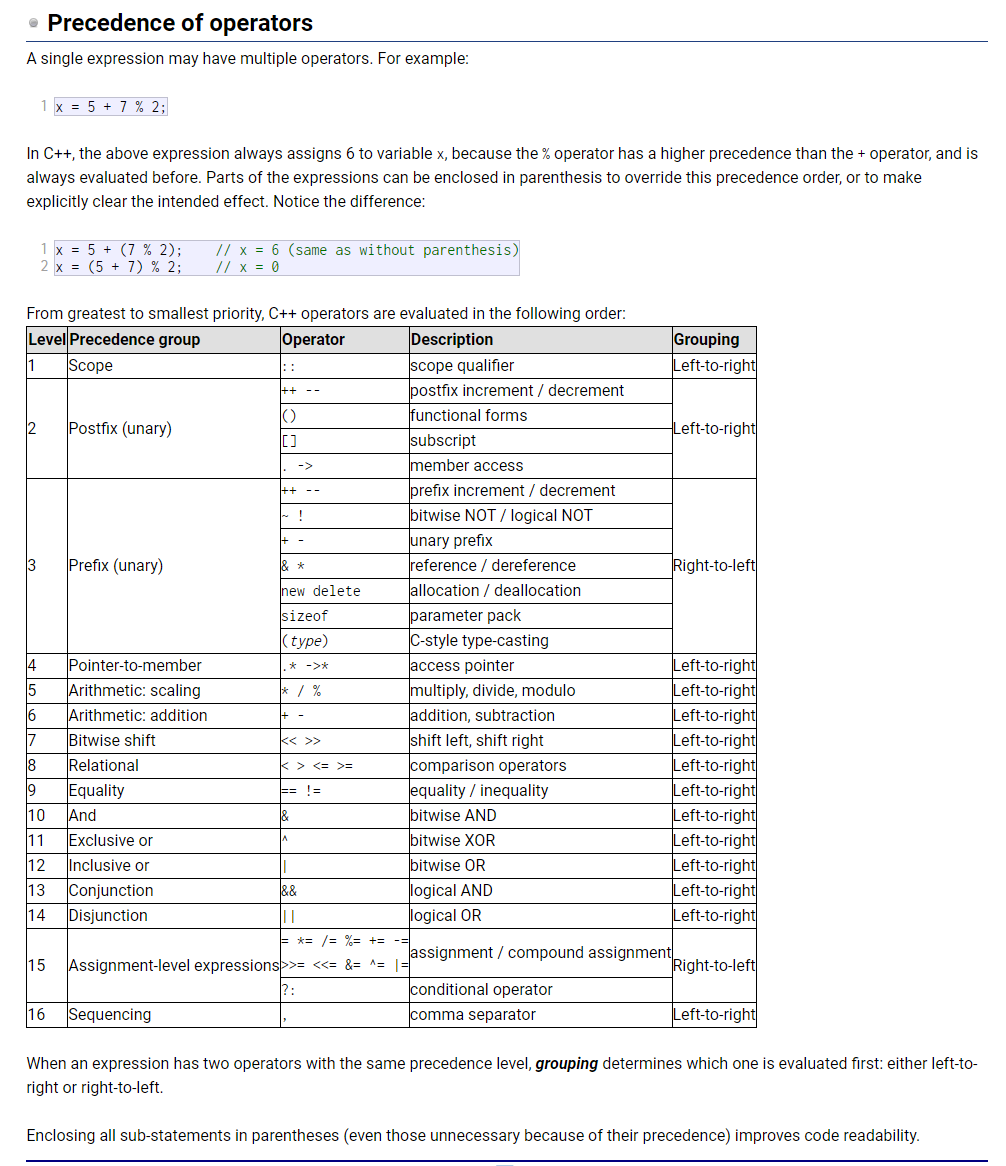 Precedence of operators
A single expression may have multiple operators. For example:
1 x = 5 + 7 % 2;
In C++, the above expression always assigns 6 to variable x, because the % operator has a higher precedence than the + operator, and is
always evaluated before. Parts of the expressions can be enclosed in parenthesis to override this precedence order, or to make
explicitly clear the intended effect. Notice the difference:
1 x = 5 + (7 % 2);    // x = 6 (same as without parenthesis)
2 x = (5 + 7) % 2;    // x = 0
From greatest to smallest priority, C++ operators are evaluated in the following order:
Level Precedence group Operator Description Grouping
1 Scope :: scope qualifier Left-to-right
2 Postfix (unary) ++ -- postfix increment / decrement Left-to-right
() functional forms
[] subscript
. -> member access
3 Prefix (unary) ++ -- prefix increment / decrement Right-to-left
~ ! bitwise NOT / logical NOT
+ - unary prefix
& * reference / dereference
new delete allocation / deallocation
sizeof parameter pack
(type) C-style type-casting
4 Pointer-to-member .* ->* access pointer Left-to-right
5 Arithmetic: scaling * / % multiply, divide, modulo Left-to-right
6 Arithmetic: addition + - addition, subtraction Left-to-right
7 Bitwise shift << >> shift left, shift right Left-to-right
8 Relational < > <= >= comparison operators Left-to-right
9 Equality == != equality / inequality Left-to-right
10 And & bitwise AND Left-to-right
11 Exclusive or ^ bitwise XOR Left-to-right
12 Inclusive or | bitwise OR Left-to-right
13 Conjunction && logical AND Left-to-right
14 Disjunction || logical OR Left-to-right
15 Assignment-level expressions = *= /= %= += -= assignment / compound assignment Right-to-left
>>= <<= &= ^= |=
?: conditional operator
16 Sequencing , comma separator Left-to-right
When an expression has two operators with the same precedence level, grouping determines which one is evaluated first: either left-to-
right or right-to-left.
Enclosing all sub-statements in parentheses (even those unnecessary because of their precedence) improves code readability.